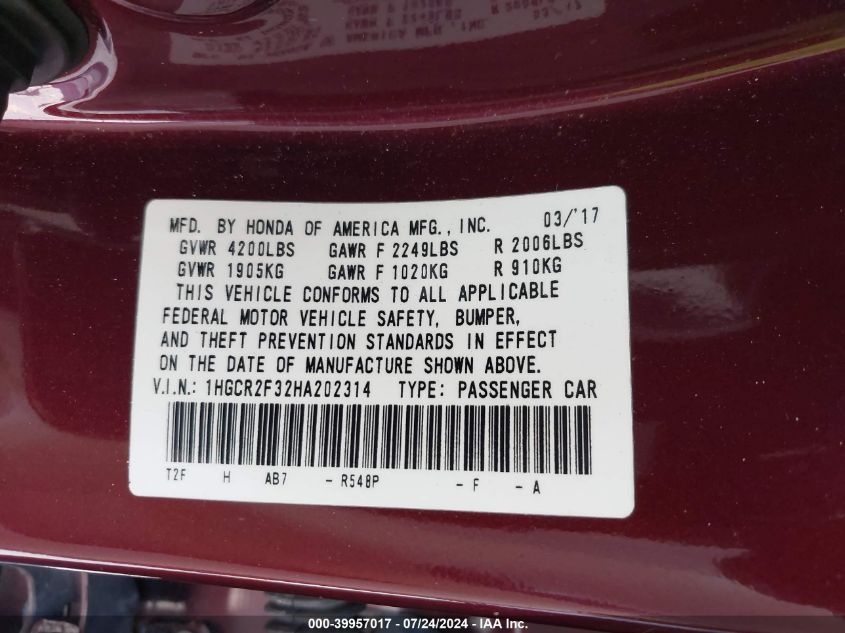 MFD. BY HONDA OF AMERICA MFG., INC. 03/'17
GVWR 4200LBS GAWR F 2249LBS R 2006LBS
GVWR 1905KG GAWR F 1020KG R 910KG
THIS VEHICLE CONFORMS TO ALL APPLICABLE
FEDERAL MOTOR VEHICLE SAFETY, BUMPER,
AND THEFT PREVENTION STANDARDS IN EFFECT
ON THE DATE OF MANUFACTURE SHOWN ABOVE.
V.I.N.: 1HGCR2F32HA202314 TYPE: PASSENGER CAR
T2F H AB7 - R548P - F - A
000-39957017 - 07/24/2024 - IAAI.COM